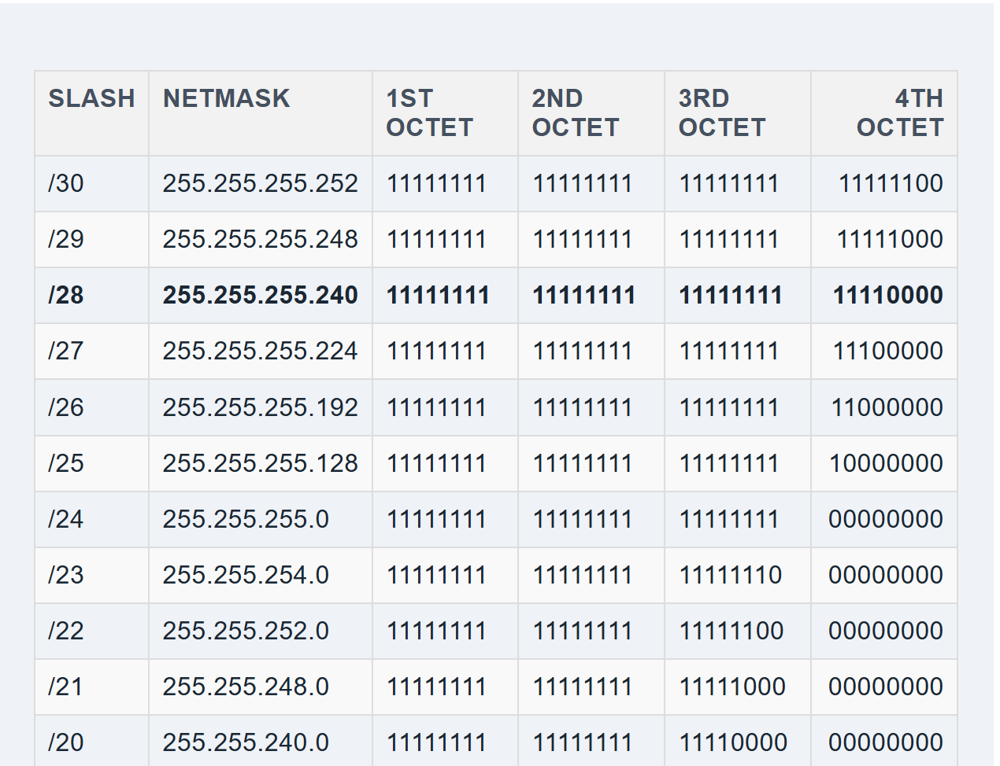 SLASH NETMASK 1ST OCTET 2ND OCTET 3RD OCTET 4TH OCTET
/30 255.255.255.252 11111111 11111111 11111111 11111100
/29 255.255.255.248 11111111 11111111 11111111 11111000
/28 255.255.255.240 11111111 11111111 11111111 11110000
/27 255.255.255.224 11111111 11111111 11111111 11100000
/26 255.255.255.192 11111111 11111111 11111111 11000000
/25 255.255.255.128 11111111 11111111 11111111 10000000
/24 255.255.255.0 11111111 11111111 11111111 00000000
/23 255.255.254.0 11111111 11111111 11111110 00000000
/22 255.255.252.0 11111111 11111111 11111100 00000000
/21 255.255.248.0 11111111 11111111 11111000 00000000
/20 255.255.240.0 11111111 11111111 11110000 00000000